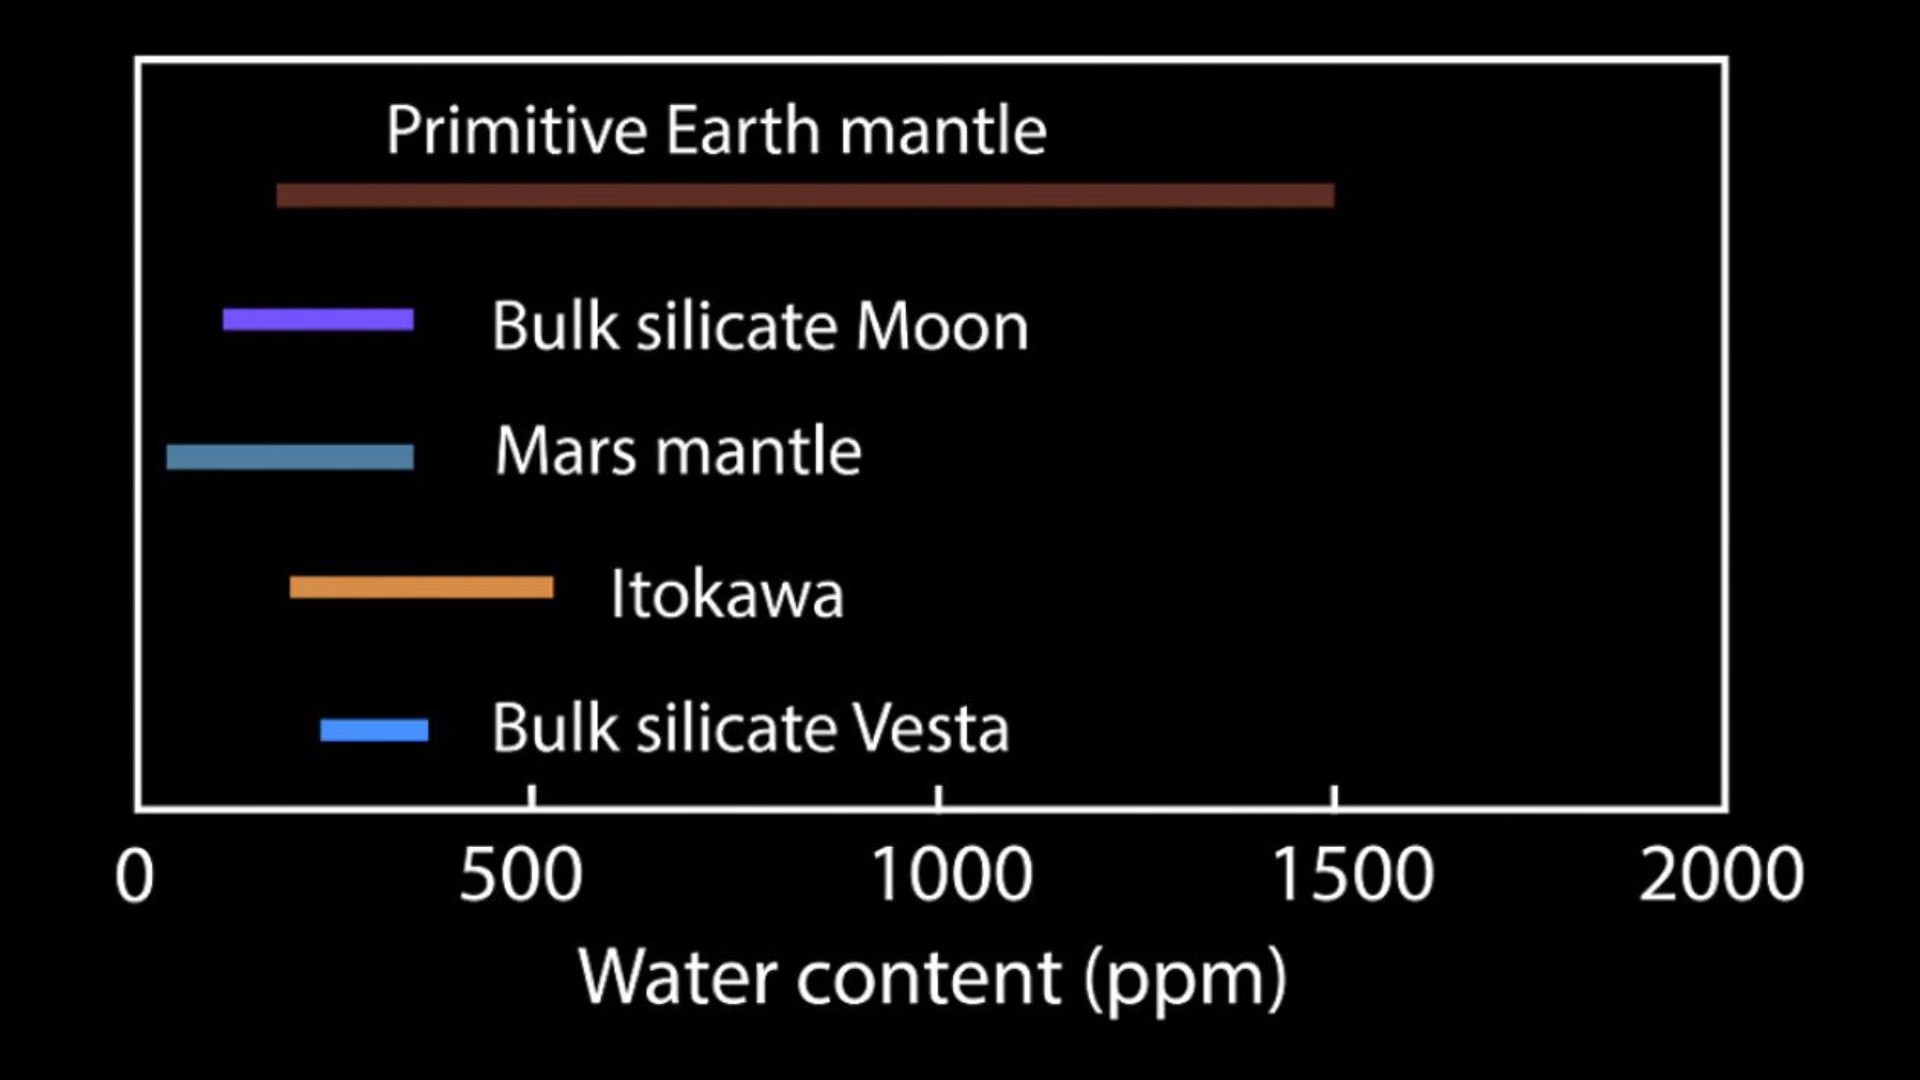 Primitive Earth mantle
Bulk silicate Moon
Mars mantle
Itokawa
Bulk silicate Vesta
0 500 1000 1500 2000
Water content (ppm)